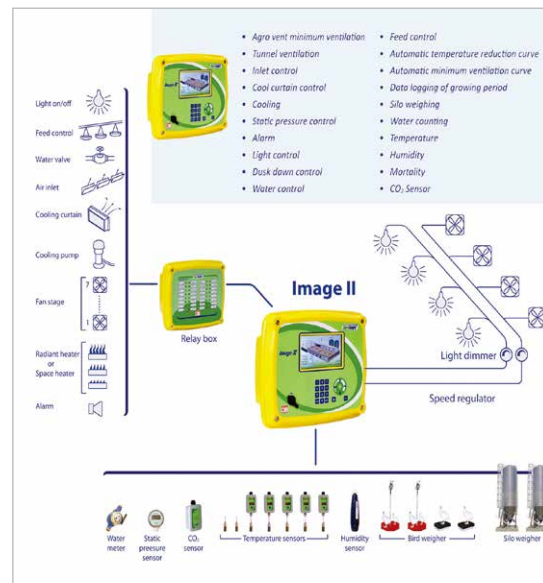 • Agro vent minimum ventilation
• Tunnel ventilation
• Inlet control
• Cool curtain control
• Cooling
• Static pressure control
• Alarm
• Light control
• Dusk down control
• Water control
• Feed control
• Automatic temperature reduction curve
• Automatic minimum ventilation curve
• Data logging of growing period
• Silo weighing
• Water counting
• Temperature
• Humidity
• Mortality
• CO₂ Sensor
Light on/off
Feed control
Water valve
Air inlet
Cooling curtain
Cooling pump
Fan stage
7
1
Radiant heater
or
Space heater
Alarm
Relay box
Image II
Image II
Light dimmer
Speed regulator
Water
meter
Static
preesure
sensor
CO₂
sensor
Temperature sensors
Humidity
sensor
Bird weigher
Silo weigher